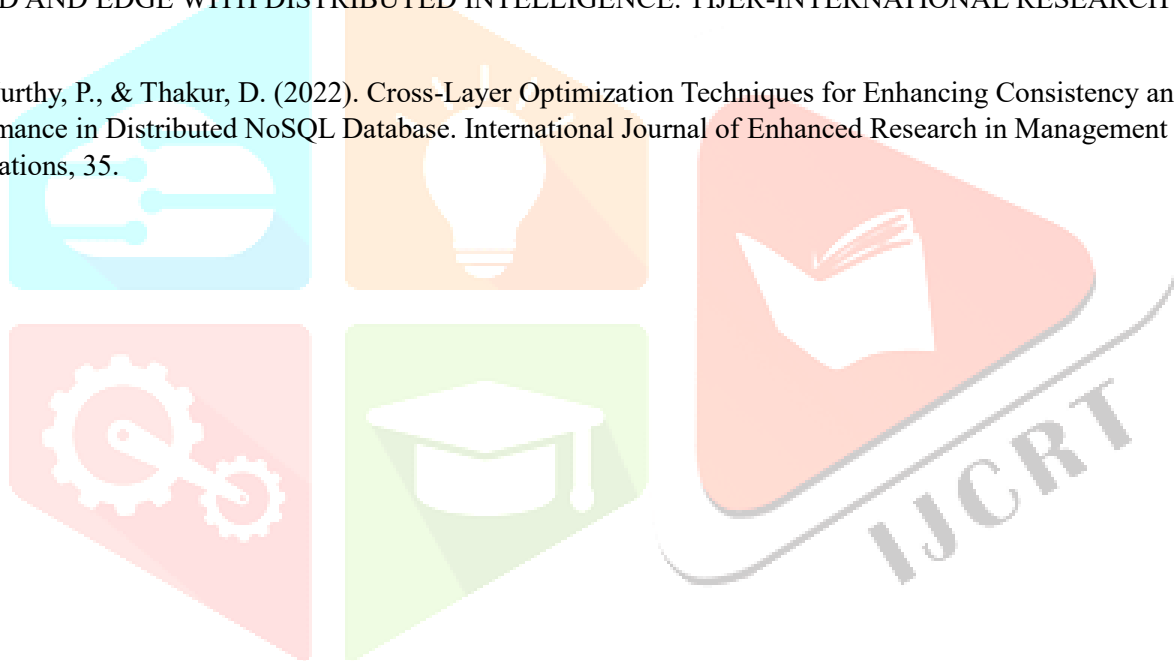 D AND EDGE WITH DISTRIBUTED INTELLIGENCE. TIJER-INTERNATIONAL RESEARCH
urthy, P., & Thakur, D. (2022). Cross-Layer Optimization Techniques for Enhancing Consistency an
mance in Distributed NoSQL Database. International Journal of Enhanced Research in Management
ations, 35.
IJCRT